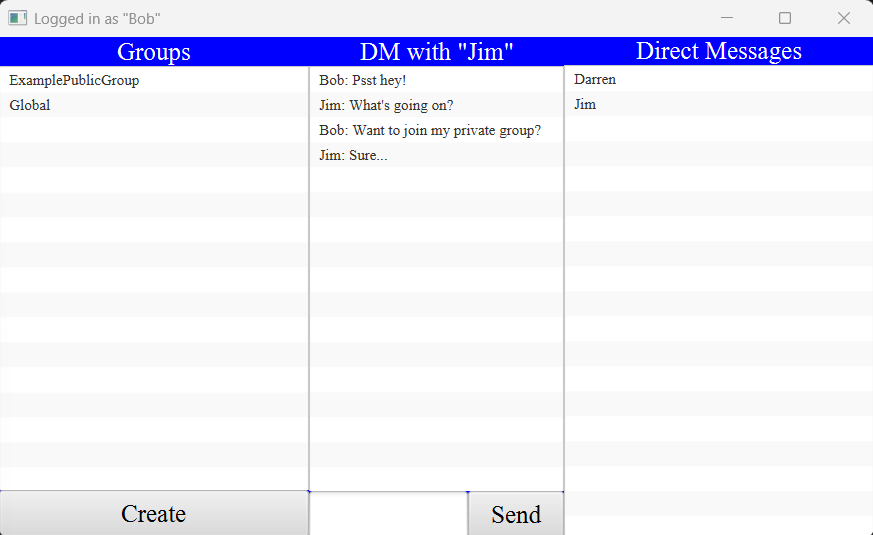 Logged in as "Bob"
Groups
ExamplePublicGroup
Global
Create
DM with "Jim"
Bob: Psst hey!
Jim: What's going on?
Bob: Want to join my private group?
Jim: Sure...
Send
Direct Messages
Darren
Jim